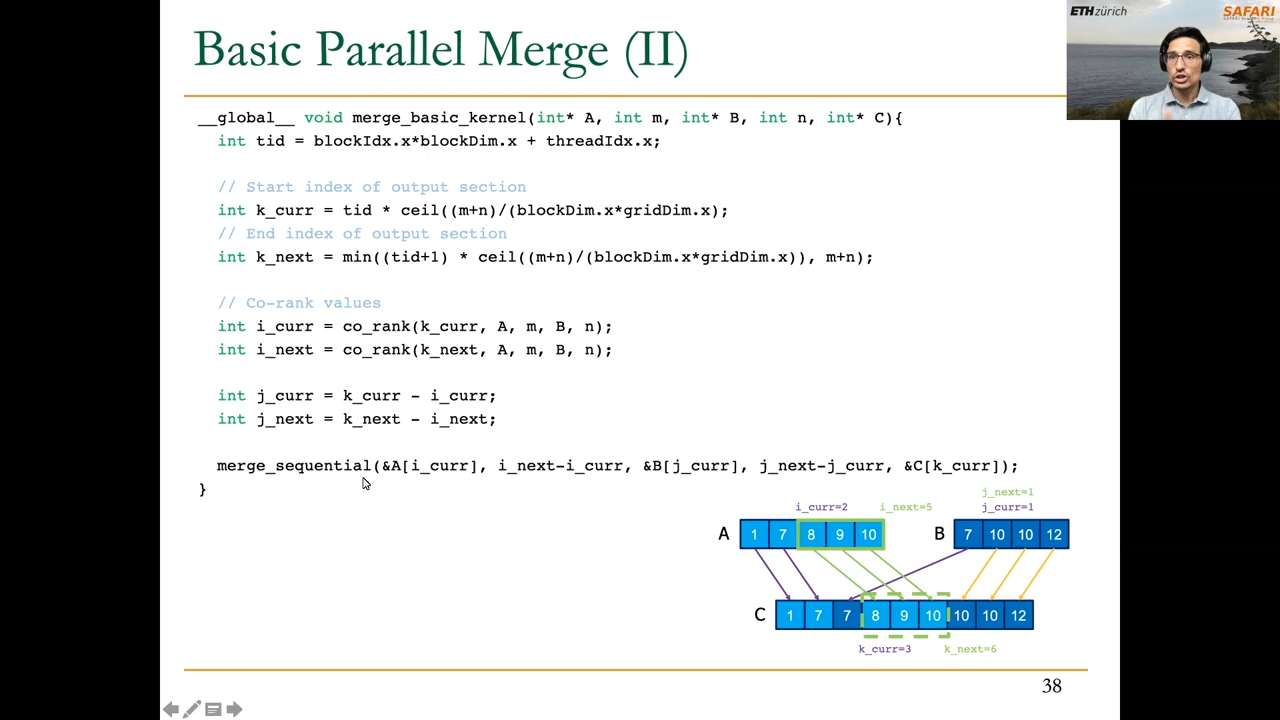 Basic Parallel Merge (II)
ETHzürich
SAFARI
__global__ void merge_basic_kernel(int* A, int m, int* B, int n, int* C){
int tid = blockIdx.x*blockDim.x + threadIdx.x;
// Start index of output section
int k_curr = tid * ceil((m+n)/(blockDim.x*gridDim.x);
// End index of output section
int k_next = min((tid+1) * ceil((m+n)/(blockDim.x*gridDim.x)), m+n);
// Co-rank values
int i_curr = co_rank(k_curr, A, m, B, n);
int i_next = co_rank(k_next, A, m, B, n);
int j_curr = k_curr - i_curr;
int j_next = k_next - i_next;
merge_sequential(&A[i_curr], i_next-i_curr, &B[j_curr], j_next-j_curr, &C[k_curr]);
}
j_next=1
i_curr=2 i_next=5 j_curr=1
A 1 7 8 9 10 B 7 10 10 12
C 1 7 7 8 9 10 10 10 12
k_curr=3 k_next=6
38